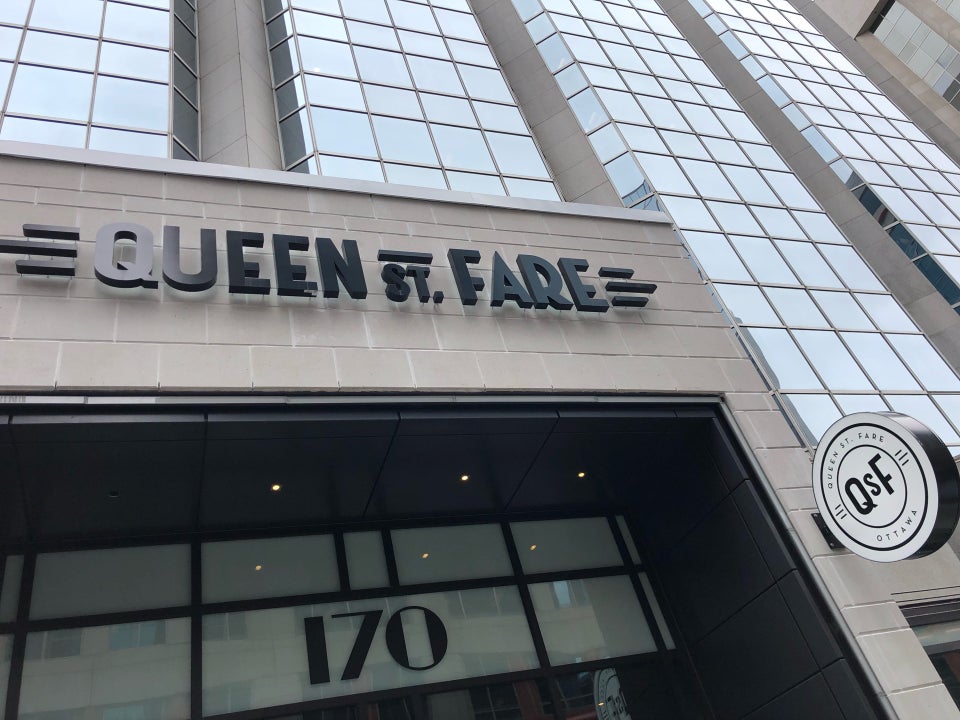 QUEEN ST. FARE
170
QUEEN ST. FARE
QSF
OTTAWA